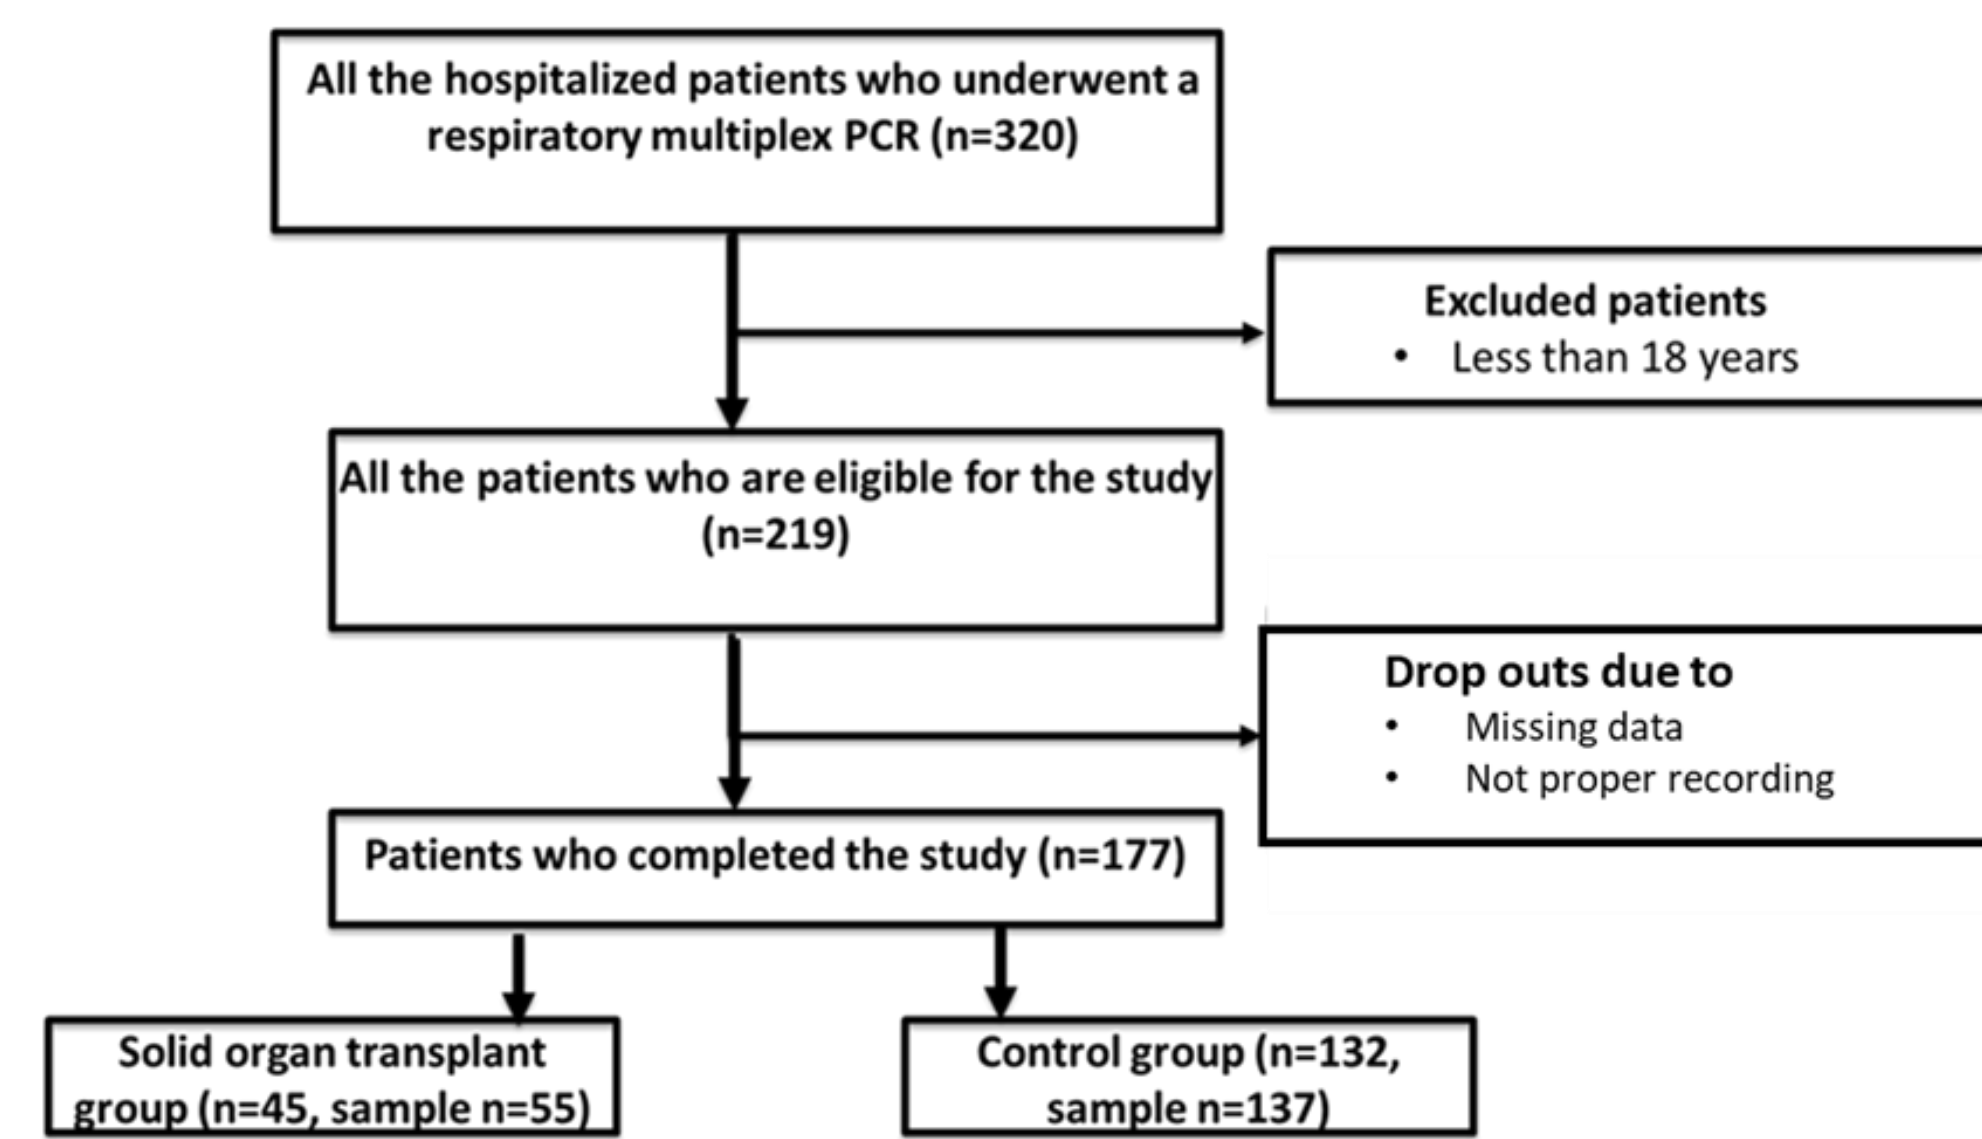 All the hospitalized patients who underwent a
respiratory multiplex PCR (n=320)
Excluded patients
• Less than 18 years
All the patients who are eligible for the study
(n=219)
Drop outs due to
• Missing data
• Not proper recording
Patients who completed the study (n=177)
Solid organ transplant
group (n=45, sample n=55)
Control group (n=132,
sample n=137)